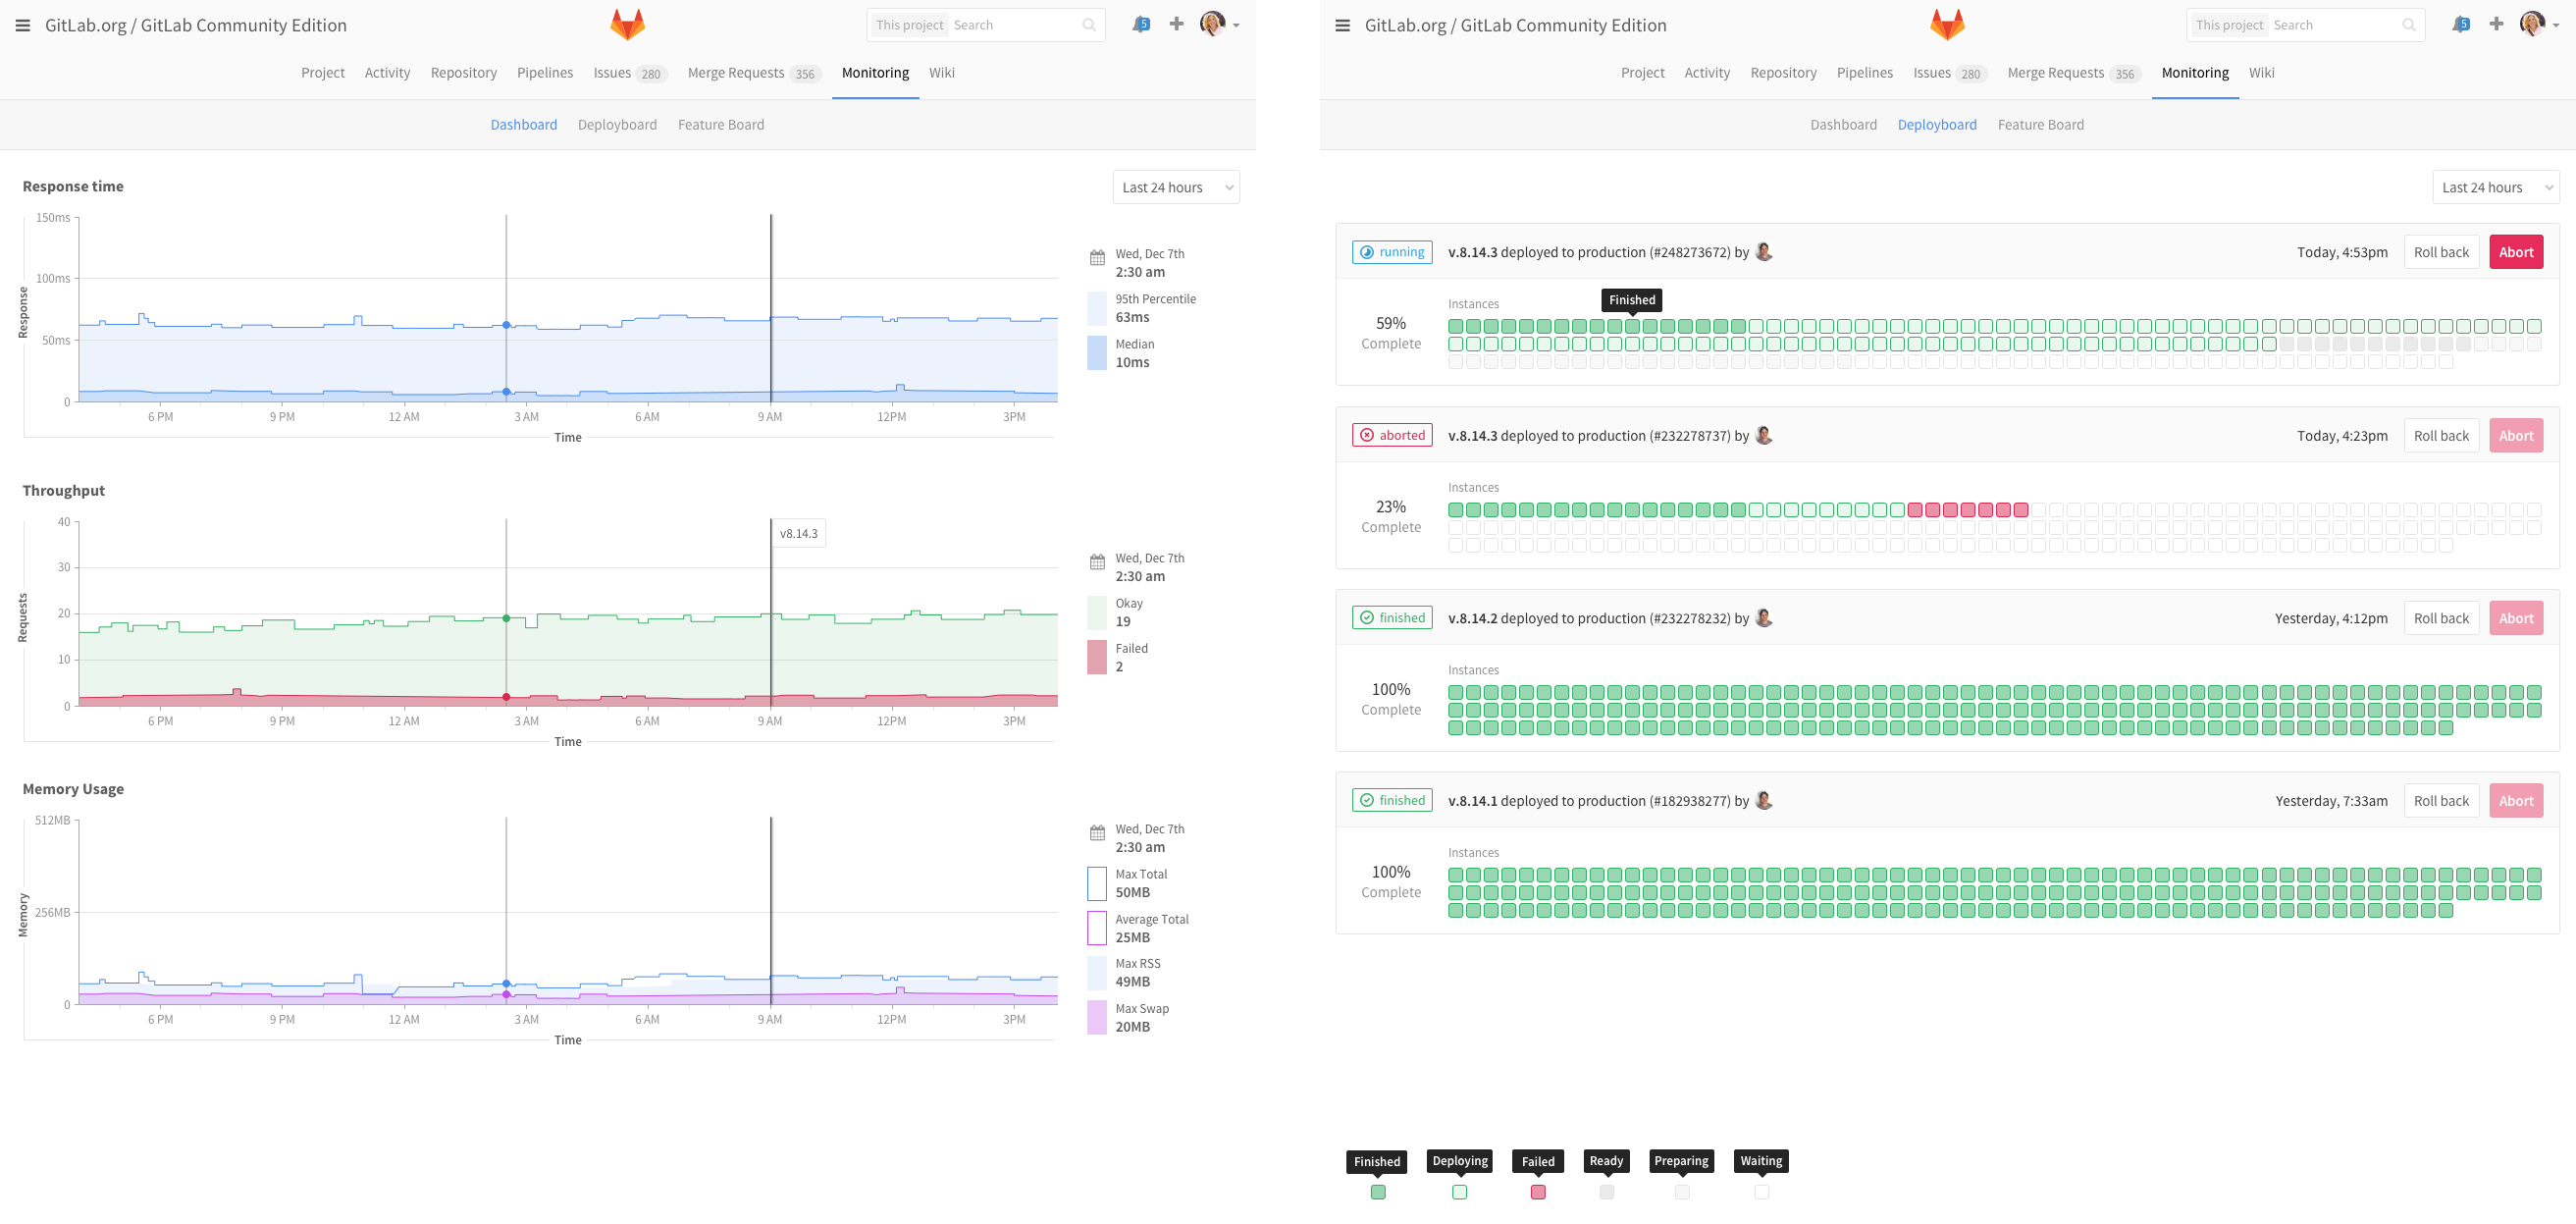 GitLab.org / GitLab Community Edition
This project Search
5
Project Activity Repository Pipelines Issues 280 Merge Requests 356 Monitoring Wiki
Dashboard Deployboard Feature Board
Response time
Last 24 hours
150ms
100ms
50ms
0
Response
6 PM 9 PM 12 AM 3 AM 6 AM 9 AM 12PM 3PM
Time
Wed, Dec 7th
2:30 am
95th Percentile
63ms
Median
10ms
Throughput
40
30
20
10
0
Requests
v8.14.3
6 PM 9 PM 12 AM 3 AM 6 AM 9 AM 12PM 3PM
Time
Wed, Dec 7th
2:30 am
Okay
19
Failed
2
Memory Usage
512MB
256MB
0
Memory
6 PM 9 PM 12 AM 3 AM 6 AM 9 AM 12PM 3PM
Time
Wed, Dec 7th
2:30 am
Max Total
50MB
Average Total
25MB
Max RSS
49MB
Max Swap
20MB
GitLab.org / GitLab Community Edition
This project Search
5
Project Activity Repository Pipelines Issues 280 Merge Requests 356 Monitoring Wiki
Dashboard Deployboard Feature Board
Last 24 hours
running v.8.14.3 deployed to production (#248273672) by Today, 4:53pm Roll back Abort
Instances
Finished
59%
Complete
aborted v.8.14.3 deployed to production (#232278737) by Today, 4:23pm Roll back Abort
Instances
23%
Complete
finished v.8.14.2 deployed to production (#232278232) by Yesterday, 4:12pm Roll back Abort
Instances
100%
Complete
finished v.8.14.1 deployed to production (#182938277) by Yesterday, 7:33am Roll back Abort
Instances
100%
Complete
Finished Deploying Failed Ready Preparing Waiting